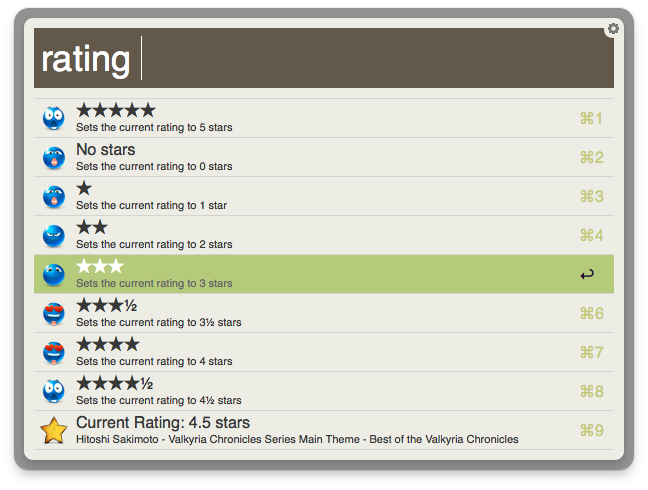 rating
★★★★★
Sets the current rating to 5 stars
⌘1
No stars
Sets the current rating to 0 stars
⌘2
★
Sets the current rating to 1 star
⌘3
★★
Sets the current rating to 2 stars
⌘4
★★★
Sets the current rating to 3 stars
↩
★★★½
Sets the current rating to 3½ stars
⌘6
★★★★
Sets the current rating to 4 stars
⌘7
★★★★½
Sets the current rating to 4½ stars
⌘8
Current Rating: 4.5 stars
Hitoshi Sakimoto - Valkyria Chronicles Series Main Theme - Best of the Valkyria Chronicles
⌘9